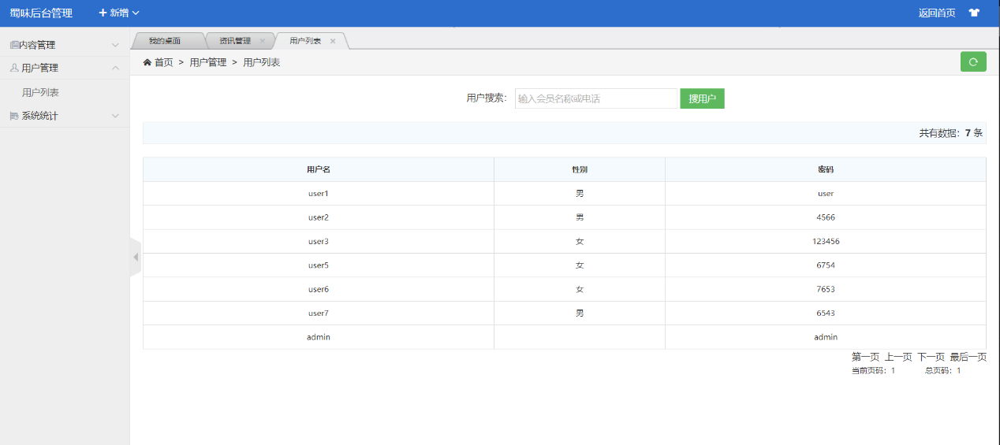 蜀味后台管理 新增 返回首页
我的桌面 资讯管理 用户列表
内容管理
用户管理
用户列表
系统统计
首页 > 用户管理 > 用户列表
用户搜索： 输入会员名称或电话 搜用户
共有数据：7 条
用户名 性别 密码
user1 男 user
user2 男 4566
user3 女 123456
user5 女 6754
user6 女 7653
user7 男 6543
admin admin
第一页 上一页 下一页 最后一页
当前页码：1 总页码：1